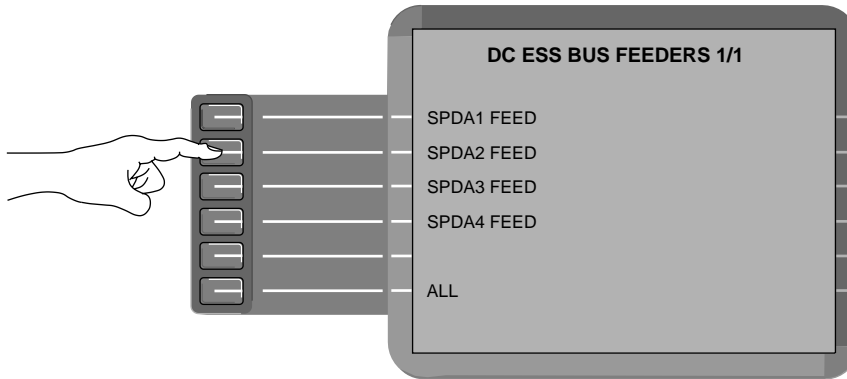 DC ESS BUS FEEDERS 1/1
SPDA1 FEED
SPDA2 FEED
SPDA3 FEED
SPDA4 FEED
ALL